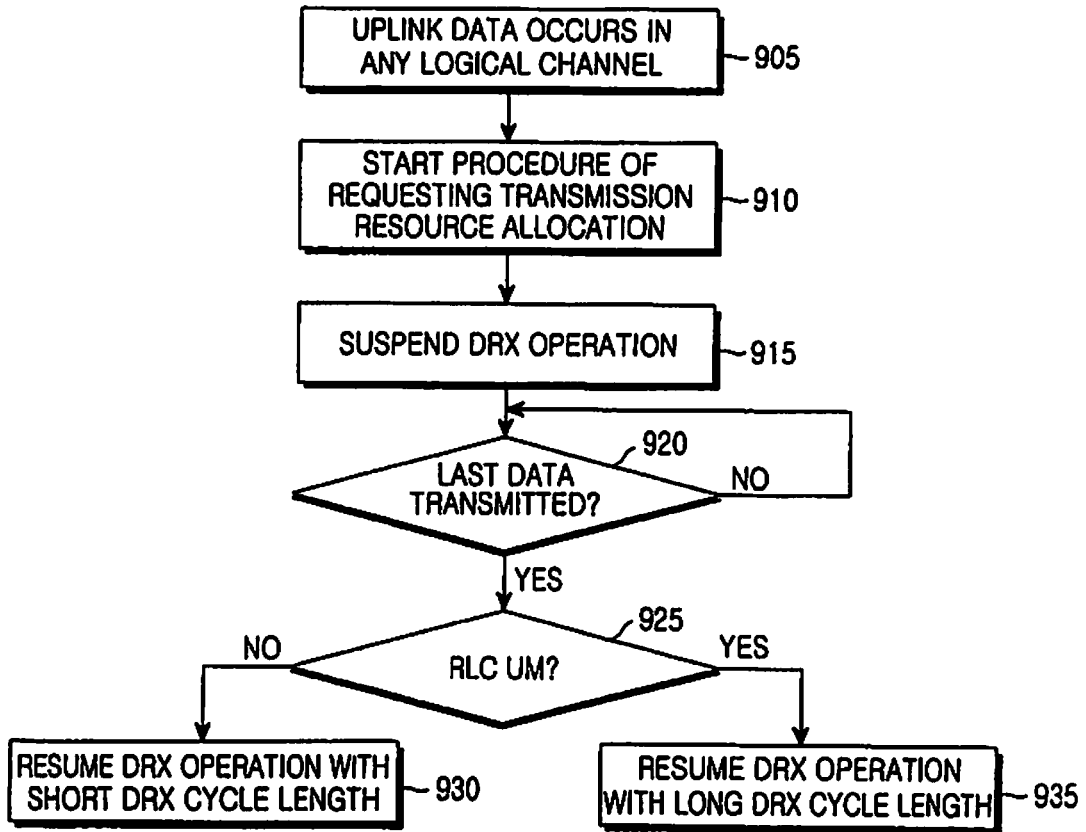 UPLINK DATA OCCURS IN
ANY LOGICAL CHANNEL
905
START PROCEDURE OF
REQUESTING TRANSMISSION
RESOURCE ALLOCATION
910
SUSPEND DRX OPERATION
915
920
LAST DATA
TRANSMITTED?
NO
YES
925
NO
YES
RLC UM?
RESUME DRX OPERATION WITH
SHORT DRX CYCLE LENGTH
930
RESUME DRX OPERATION
WITH LONG DRX CYCLE LENGTH
935